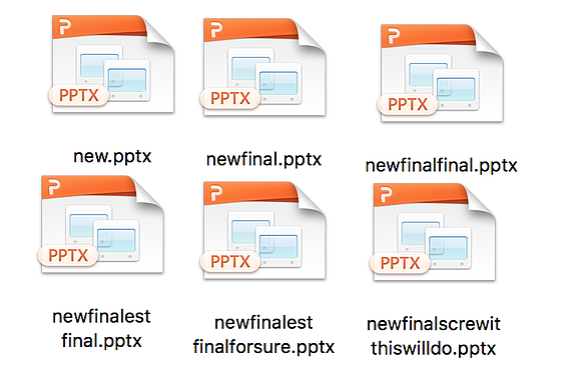 P
P
P
PPTX
PPTX
PPTX
new.pptx
newfinal.pptx
newfinalfinal.pptx
P
P
P
PPTX
PPTX
PPTX
newfinalest
final.pptx
newfinalest
finalforsure.pptx
newfinalscrewit
thiswilldo.pptx